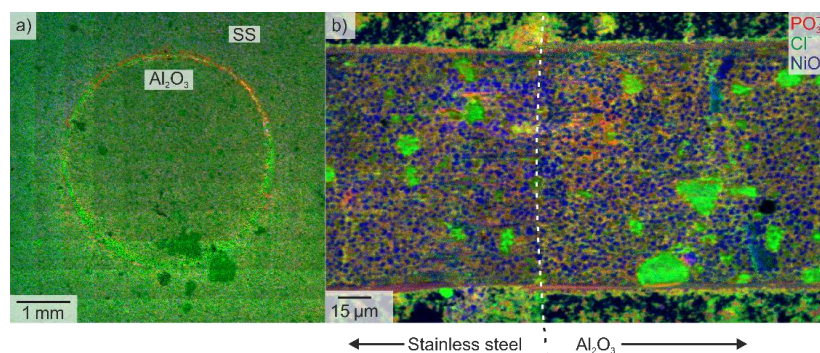 a)
SS
Al₂O₃
1 mm
b)
PO₃⁻
Cl⁻
NiO⁻
15 µm
Stainless steel
Al₂O₃